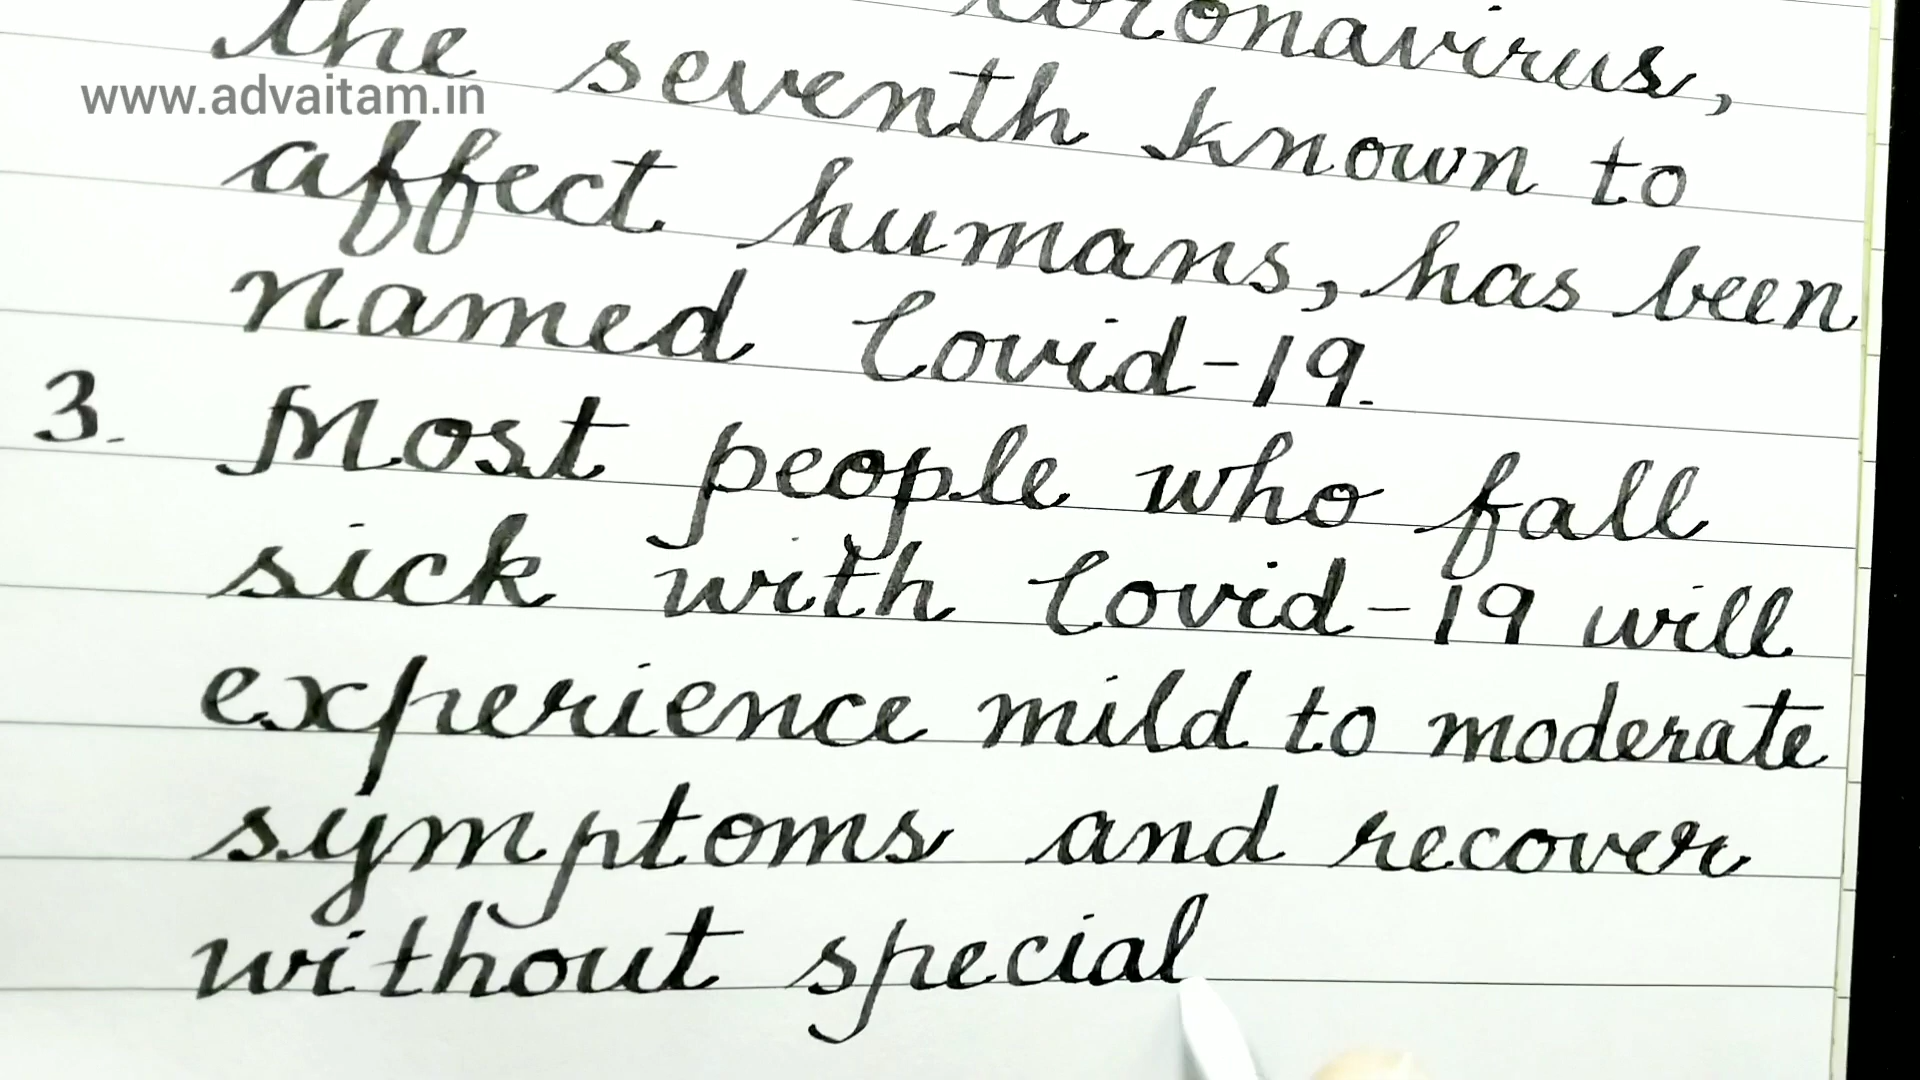 coronavirus,
the seventh known to
www.advaitam.in
affect humans, has been
named Covid-19.
3. Most people who fall
sick with Covid-19 will
experience mild to moderate
symptoms and recover
without special